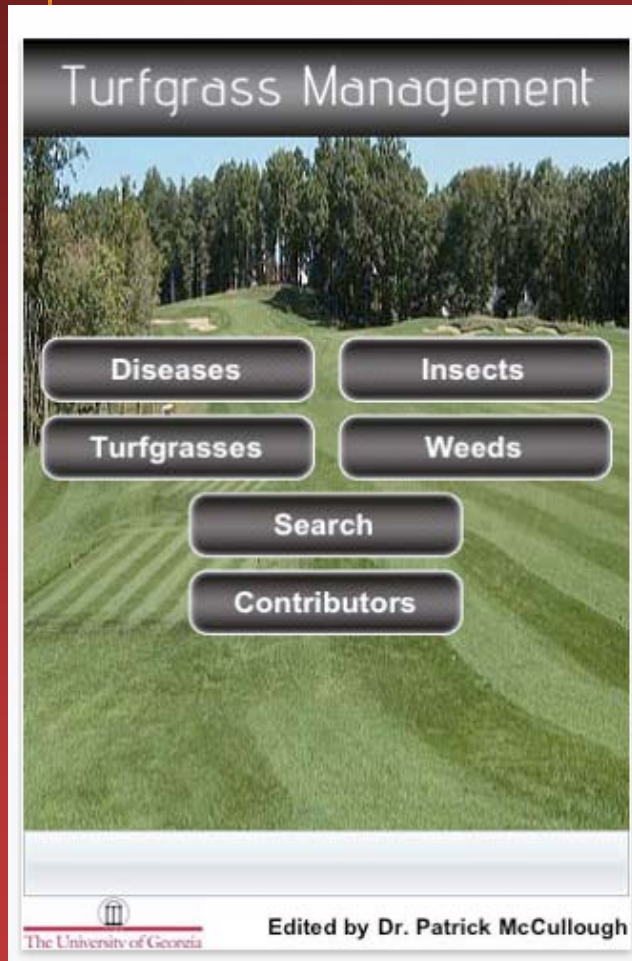 Turfgrass Management
Diseases Insects
Turfgrasses Weeds
Search
Contributors
The University of Georgia
Edited by Dr. Patrick McCullough